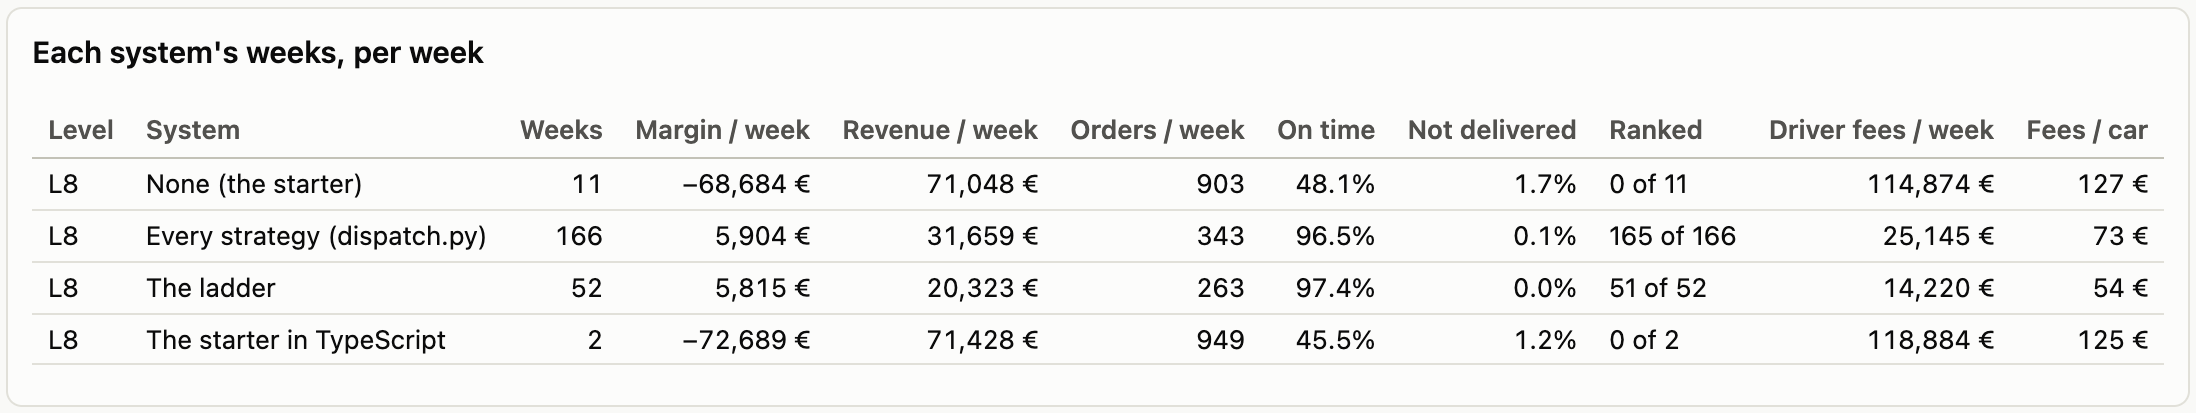 Each system's weeks, per week
Level System Weeks Margin / week Revenue / week Orders / week On time Not delivered Ranked Driver fees / week Fees / car
L8 None (the starter) 11 −68,684 € 71,048 € 903 48.1% 1.7% 0 of 11 114,874 € 127 €
L8 Every strategy (dispatch.py) 166 5,904 € 31,659 € 343 96.5% 0.1% 165 of 166 25,145 € 73 €
L8 The ladder 52 5,815 € 20,323 € 263 97.4% 0.0% 51 of 52 14,220 € 54 €
L8 The starter in TypeScript 2 −72,689 € 71,428 € 949 45.5% 1.2% 0 of 2 118,884 € 125 €